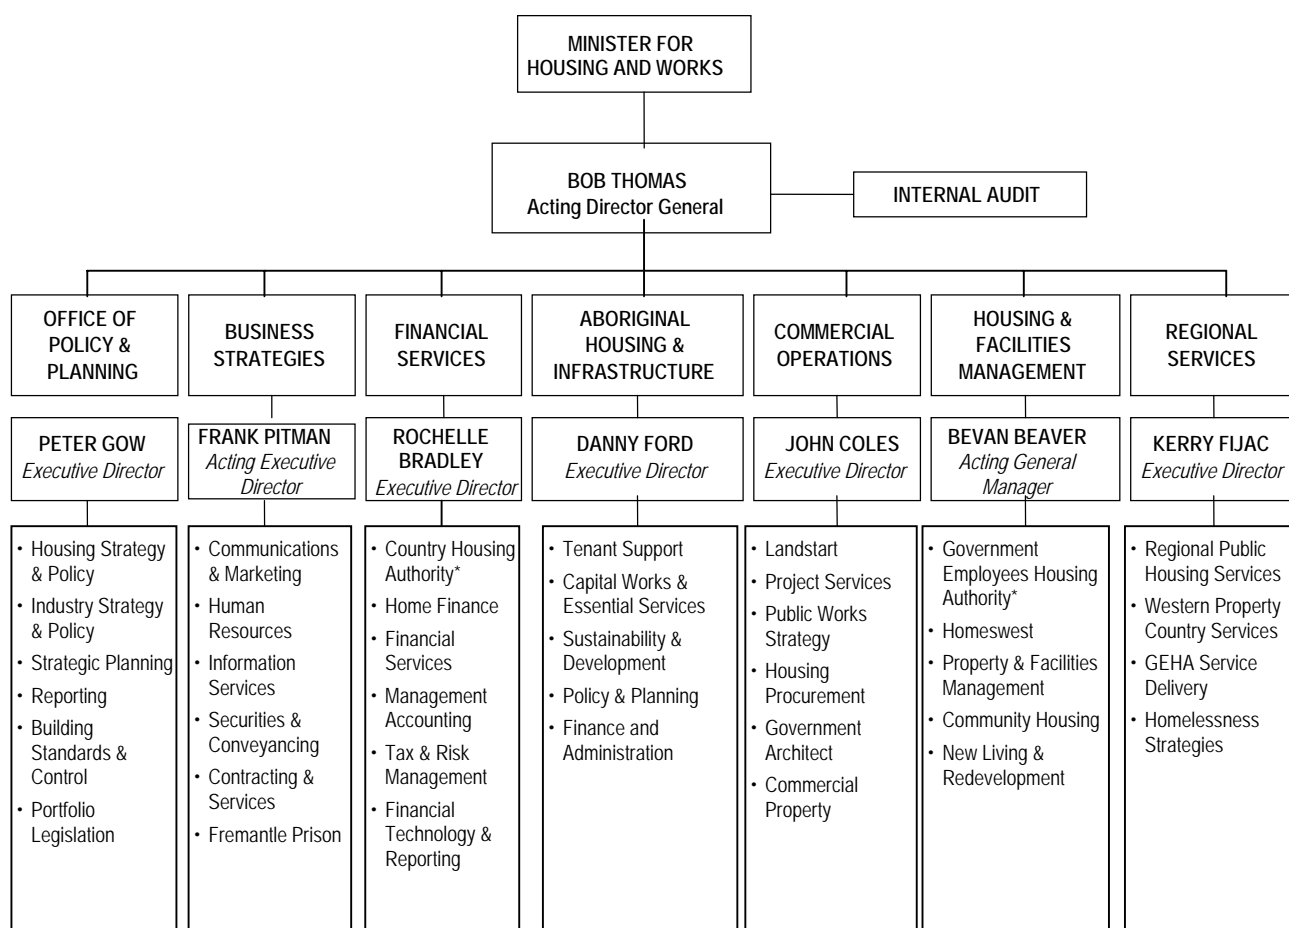 MINISTER FOR
HOUSING AND WORKS
BOB THOMAS
Acting Director General
INTERNAL AUDIT
OFFICE OF
POLICY &
PLANNING
BUSINESS
STRATEGIES
FINANCIAL
SERVICES
ABORIGINAL
HOUSING &
INFRASTRUCTURE
COMMERCIAL
OPERATIONS
HOUSING &
FACILITIES
MANAGEMENT
REGIONAL
SERVICES
PETER GOW
Executive Director
FRANK PITMAN
Acting Executive
Director
ROCHELLE
BRADLEY
Executive Director
DANNY FORD
Executive Director
JOHN COLES
Executive Director
BEVAN BEAVER
Acting General
Manager
KERRY FIJAC
Executive Director
• Housing Strategy
& Policy
• Industry Strategy
& Policy
• Strategic Planning
• Reporting
• Building
Standards &
Control
• Portfolio
Legislation
• Communications
& Marketing
• Human
Resources
• Information
Services
• Securities &
Conveyancing
• Contracting &
Services
• Fremantle Prison
• Country Housing
Authority*
• Home Finance
• Financial
Services
• Management
Accounting
• Tax & Risk
Management
• Financial
Technology &
Reporting
• Tenant Support
• Capital Works &
Essential Services
• Sustainability &
Development
• Policy & Planning
• Finance and
Administration
• Landstart
• Project Services
• Public Works
Strategy
• Housing
Procurement
• Government
Architect
• Commercial
Property
• Government
Employees Housing
Authority*
• Homeswest
• Property & Facilities
Management
• Community Housing
• New Living &
Redevelopment
• Regional Public
Housing Services
• Western Property
Country Services
• GEHA Service
Delivery
• Homelessness
Strategies